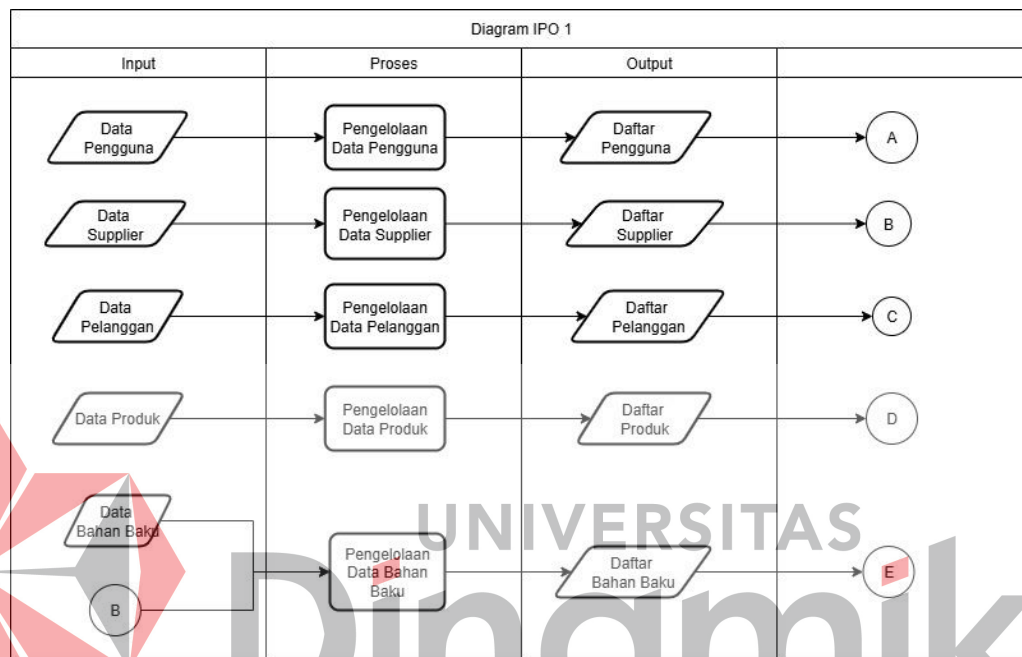 Diagram IPO 1
Input
Proses
Output
Data
Pengguna
Pengelolaan
Data Pengguna
Daftar
Pengguna
A
Data
Supplier
Pengelolaan
Data Supplier
Daftar
Supplier
B
Data
Pelanggan
Pengelolaan
Data Pelanggan
Daftar
Pelanggan
C
Data Produk
Pengelolaan
Data Produk
Daftar
Produk
D
Data
Bahan Baku
B
Pengelolaan
Data Bahan
Baku
Daftar
Bahan Baku
E
UNIVERSITAS
Dinamik